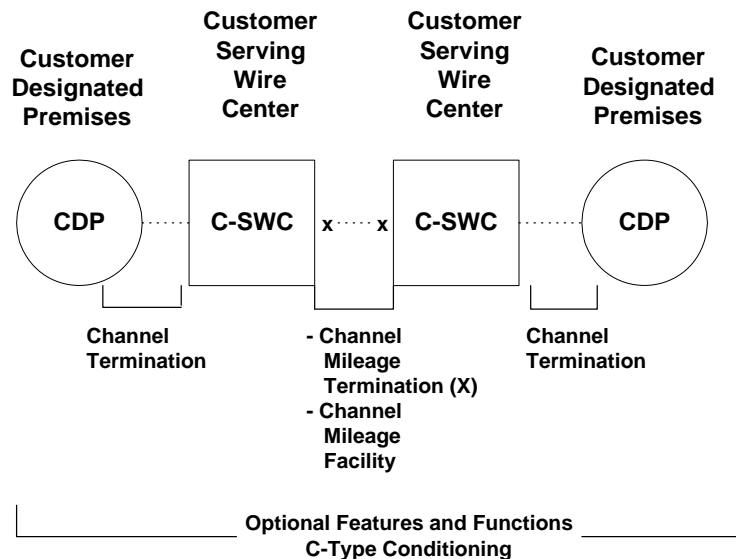 Customer
Designated
Premises
Customer
Serving
Wire
Center
Customer
Serving
Wire
Center
Customer
Designated
Premises
CDP
C-SWC
x
x
C-SWC
CDP
Channel
Termination
- Channel
Mileage
Termination (X)
- Channel
Mileage
Facility
Channel
Termination
Optional Features and Functions
C-Type Conditioning